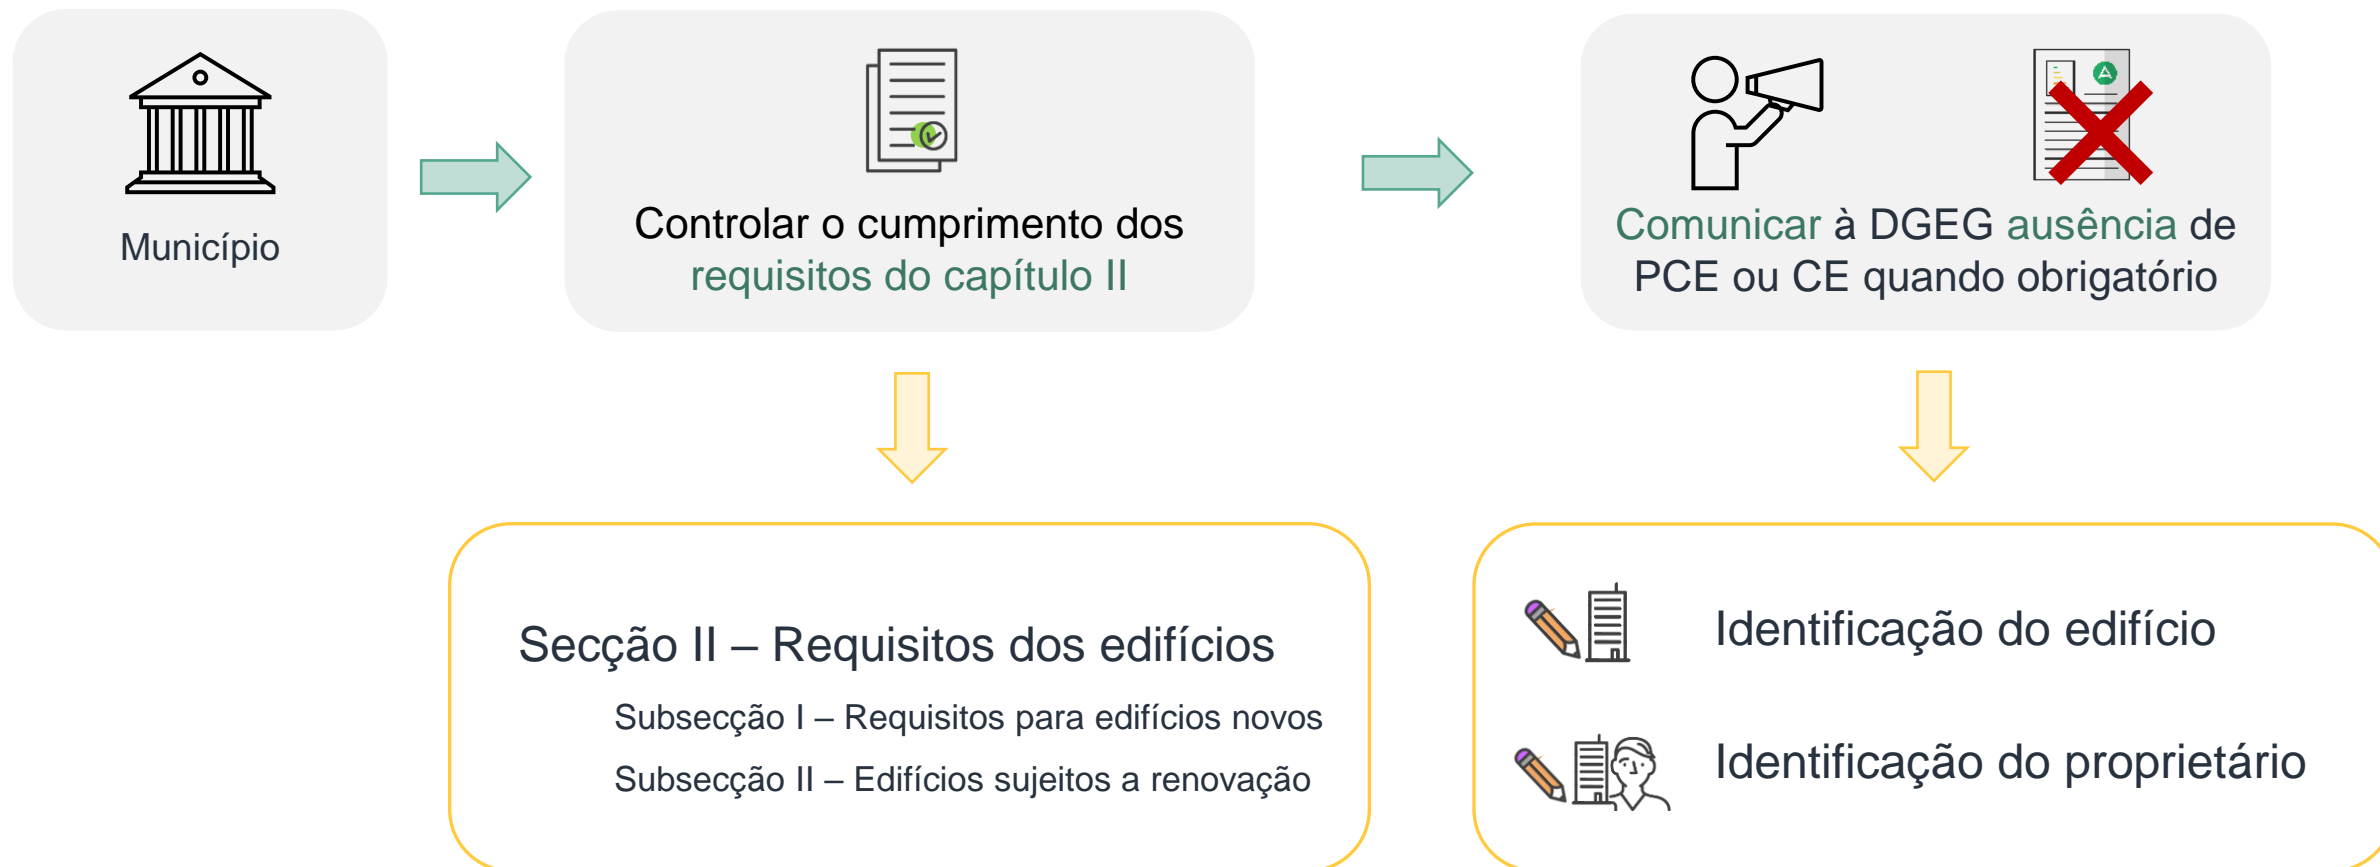 Município
Controlar o cumprimento dos
requisitos do capítulo II
Comunicar à DGEG ausência de
PCE ou CE quando obrigatório
Secção II – Requisitos dos edifícios
Subsecção I – Requisitos para edifícios novos
Subsecção II – Edifícios sujeitos a renovação
Identificação do edifício
Identificação do proprietário